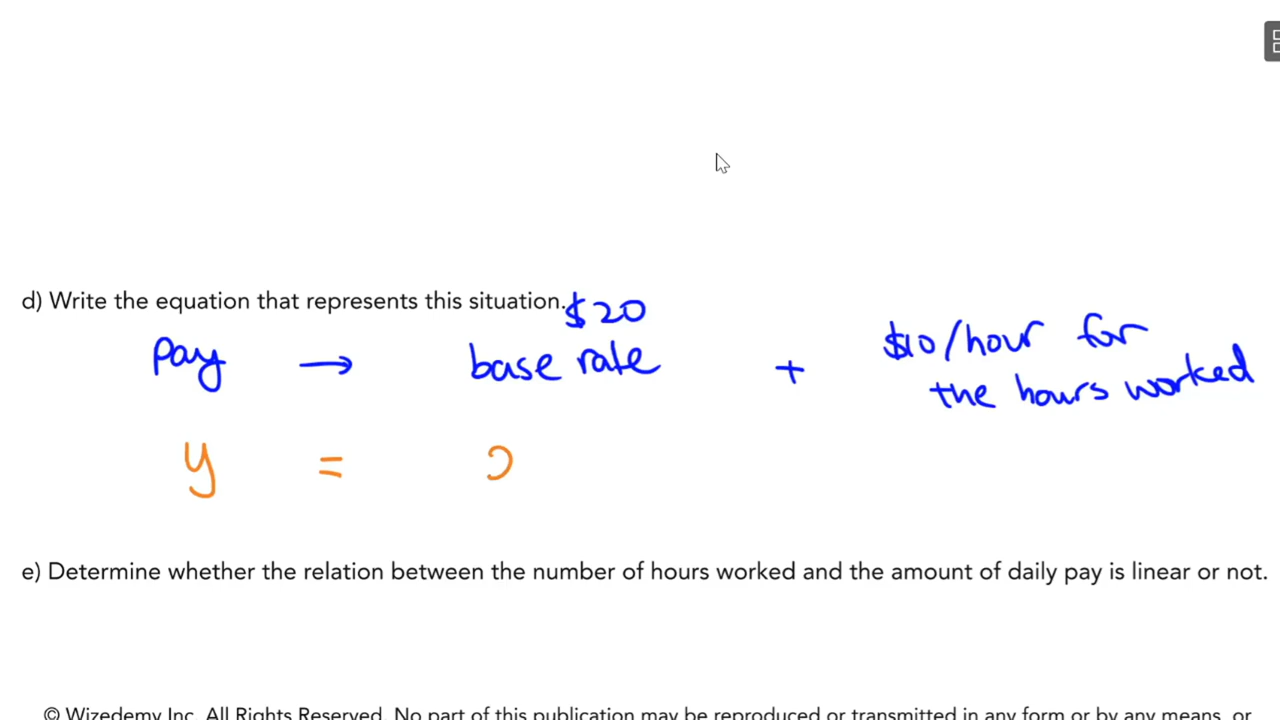 d) Write the equation that represents this situation.
$20
Pay → base rate + $10/hour for
the hours worked
y =
e) Determine whether the relation between the number of hours worked and the amount of daily pay is linear or not.
© Wizedemy Inc. All Rights Reserved. No part of this publication may be reproduced or transmitted in any form or by any means, or